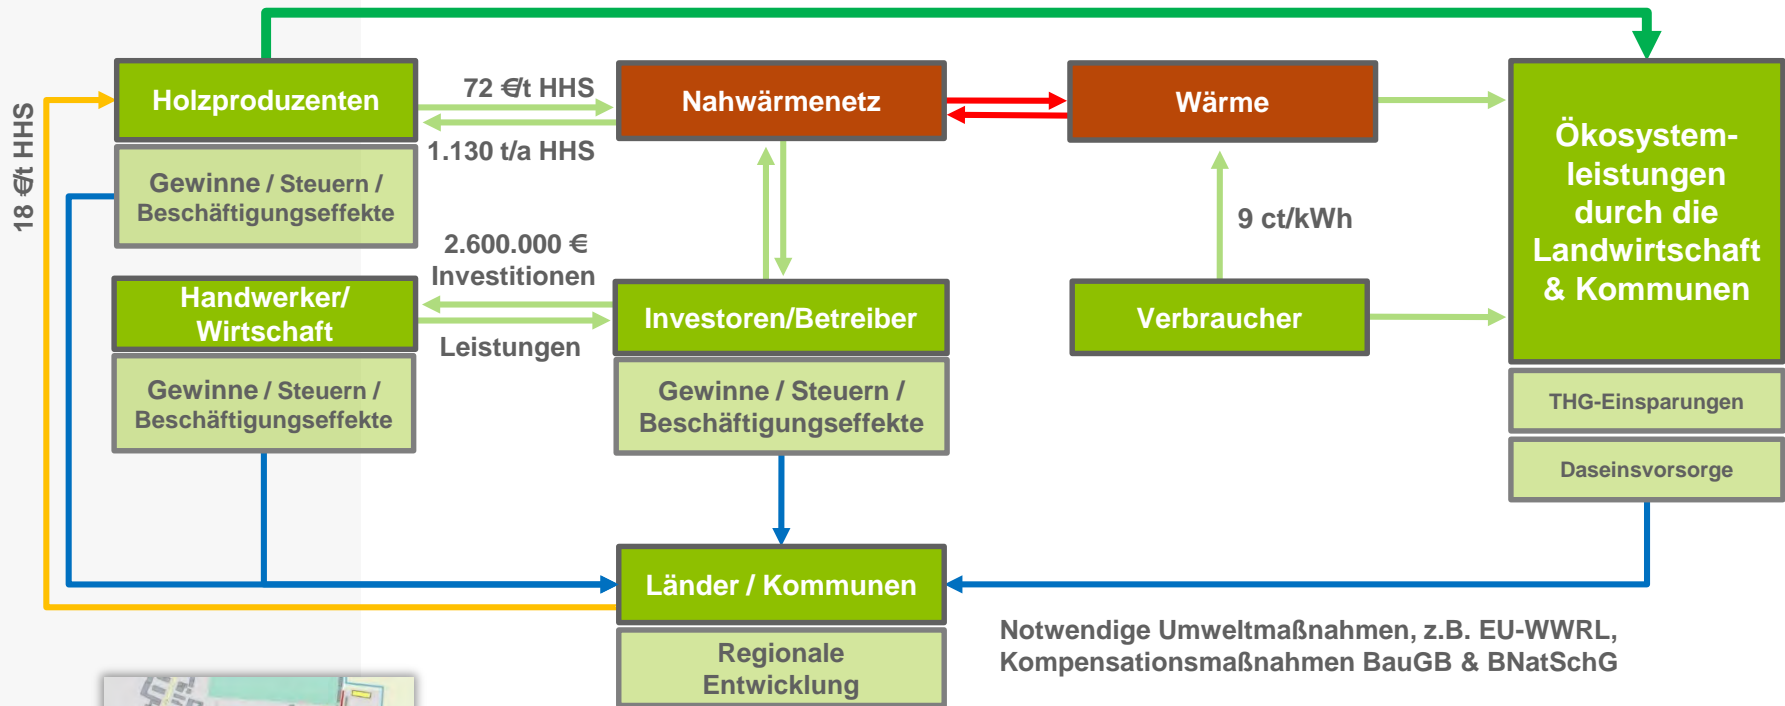 18 €/t HHS
Holzproduzenten
Gewinne / Steuern /
Beschäftigungseffekte
72 €/t HHS
1.130 t/a HHS
Nahwärmenetz
Wärme
Ökosystem-
leistungen
durch die
Landwirtschaft
& Kommunen
2.600.000 €
Investitionen
Handwerker/
Wirtschaft
Leistungen
Investoren/Betreiber
9 ct/kWh
Verbraucher
Gewinne / Steuern /
Beschäftigungseffekte
Gewinne / Steuern /
Beschäftigungseffekte
THG-Einsparungen
Daseinsvorsorge
Länder / Kommunen
Regionale
Entwicklung
Notwendige Umweltmaßnahmen, z.B. EU-WWRL,
Kompensationsmaßnahmen BauGB & BNatSchG